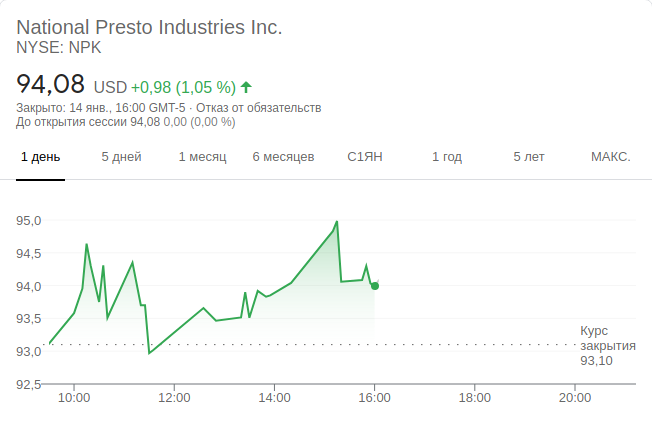 National Presto Industries Inc.
NYSE: NPK
94,08 USD +0,98 (1,05 %)
Закрыто: 14 янв., 16:00 GMT-5 · Отказ от обязательств
До открытия сессии 94,08 0,00 (0,00 %)
1 день 5 дней 1 месяц 6 месяцев С1ЯН 1 год 5 лет МАКС.
95,0
94,5
94,0
93,5
93,0
92,5
Курс
закрытия
93,10
10:00 12:00 14:00 16:00 18:00 20:00